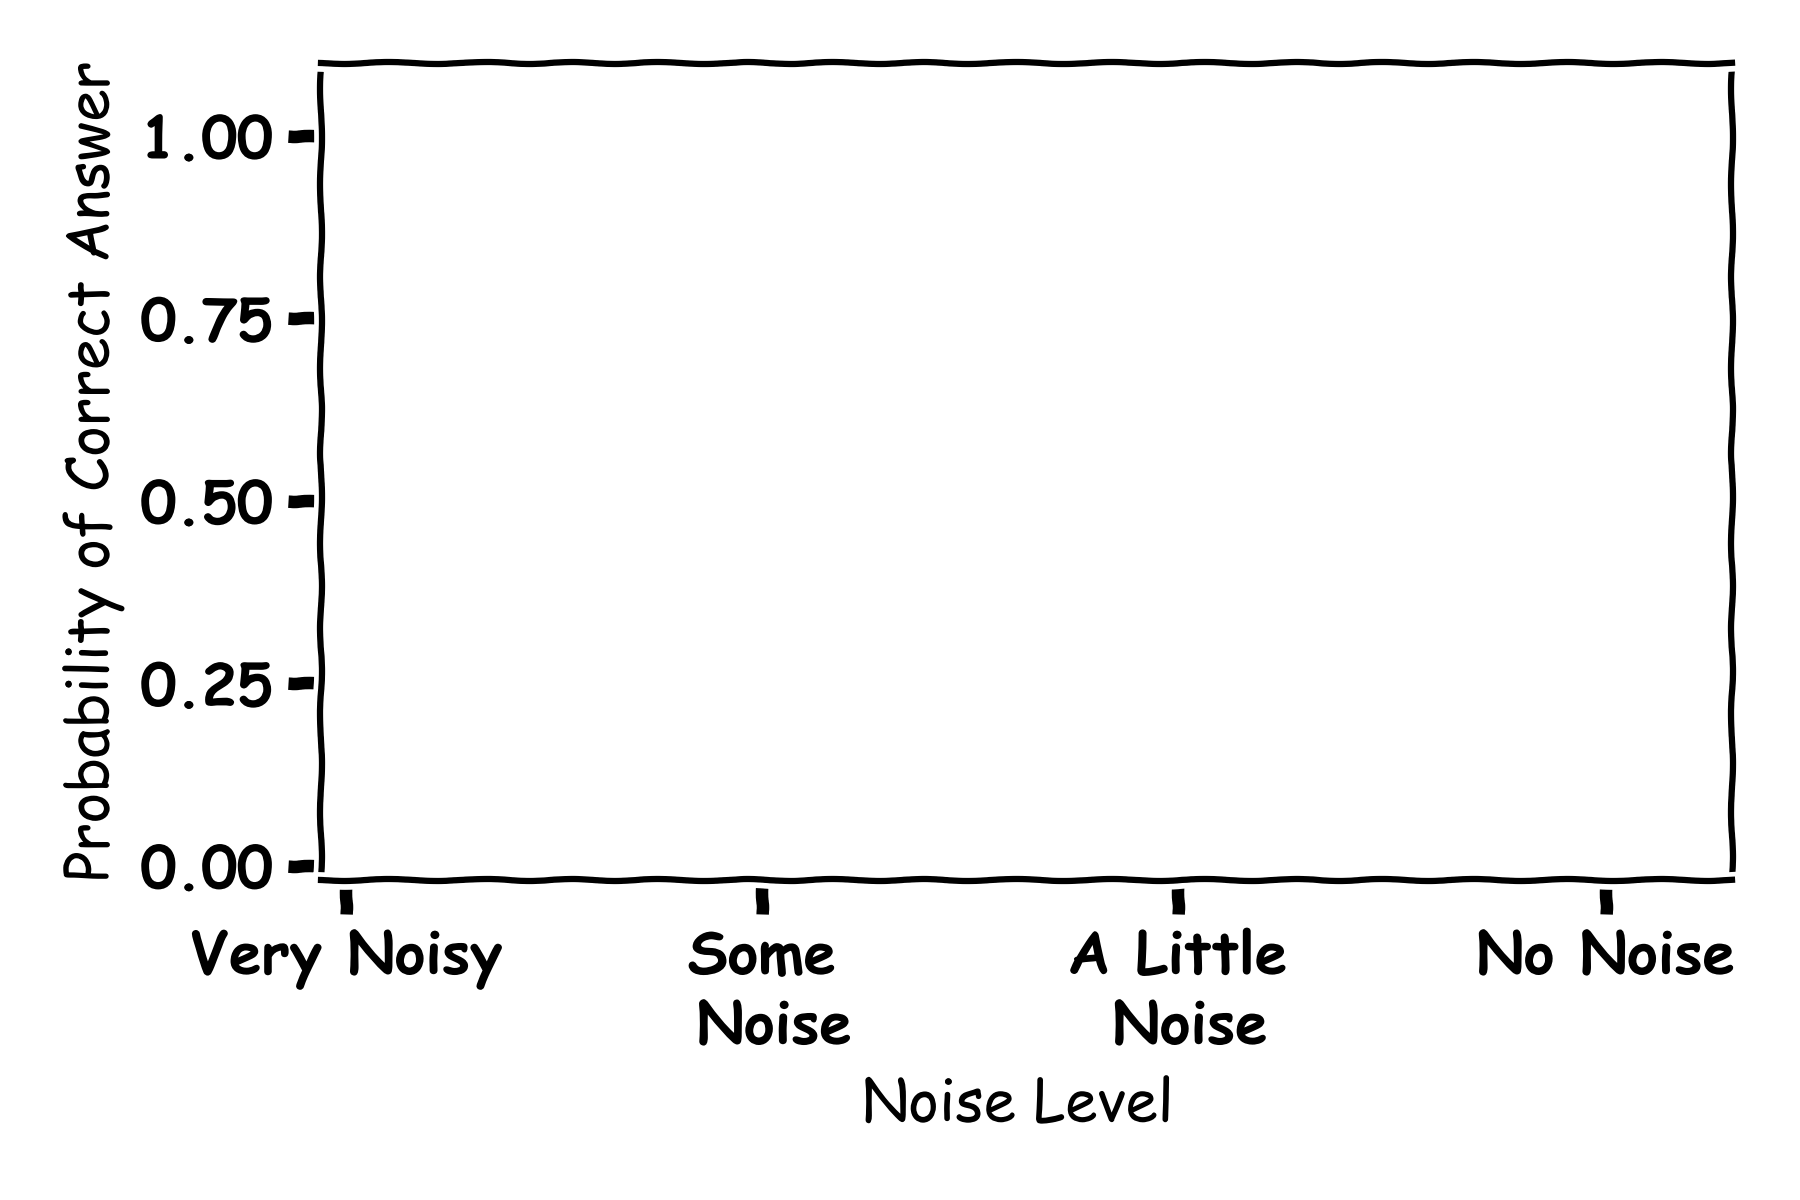 Probability of Correct Answer
1.00
0.75
0.50
0.25
0.00
Very Noisy
Some
Noise
A Little
Noise
No Noise
Noise Level